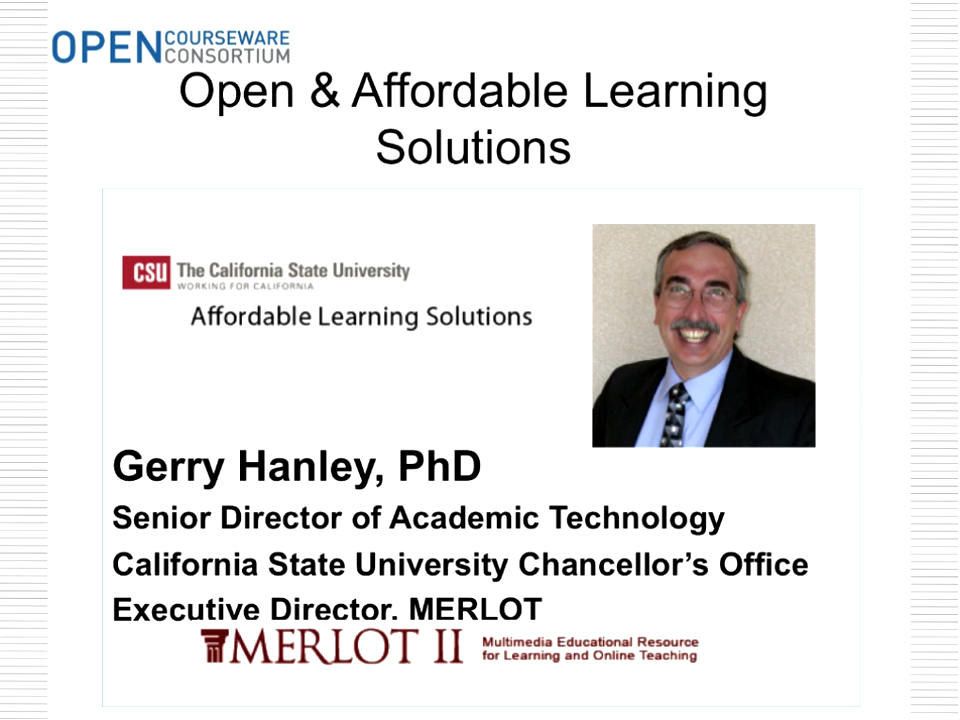 OPEN COURSEWARE
CONSORTIUM
Open & Affordable Learning
Solutions
CSU The California State University
WORKING FOR CALIFORNIA
Affordable Learning Solutions
Gerry Hanley, PhD
Senior Director of Academic Technology
California State University Chancellor’s Office
Executive Director, MERLOT
MERLOT II Multimedia Educational Resource
for Learning and Online Teaching